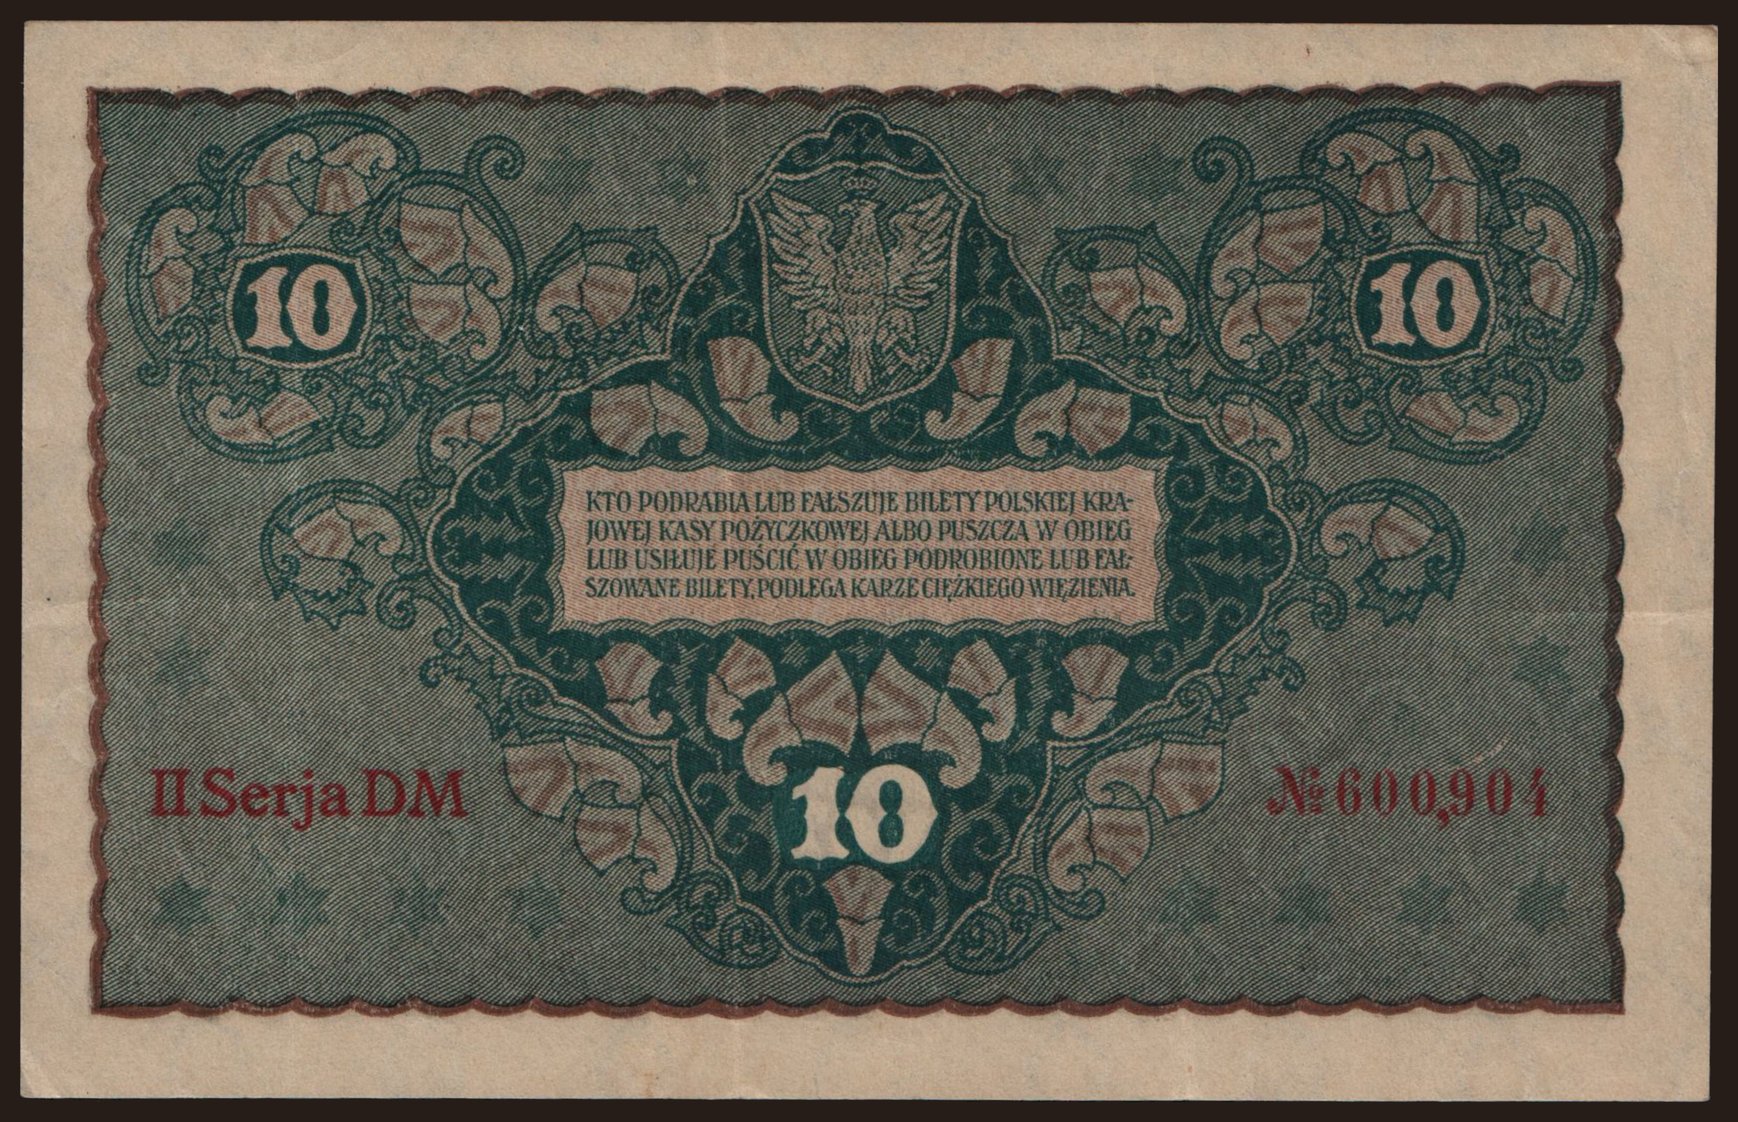 10
10
KTO PODRABIA LUB FAŁSZUJE BILETY POLSKIEJ KRA-
JOWEJ KASY POŻYCZKOWEJ ALBO PUSZCZA W OBIEG
LUB USIŁUJE PUŚCIĆ W OBIEG PODROBIONE LUB FAŁ-
SZOWANE BILETY, PODLEGA KARZE CIĘŻKIEGO WIĘZIENIA.
II Serja DM
10
№ 600,904